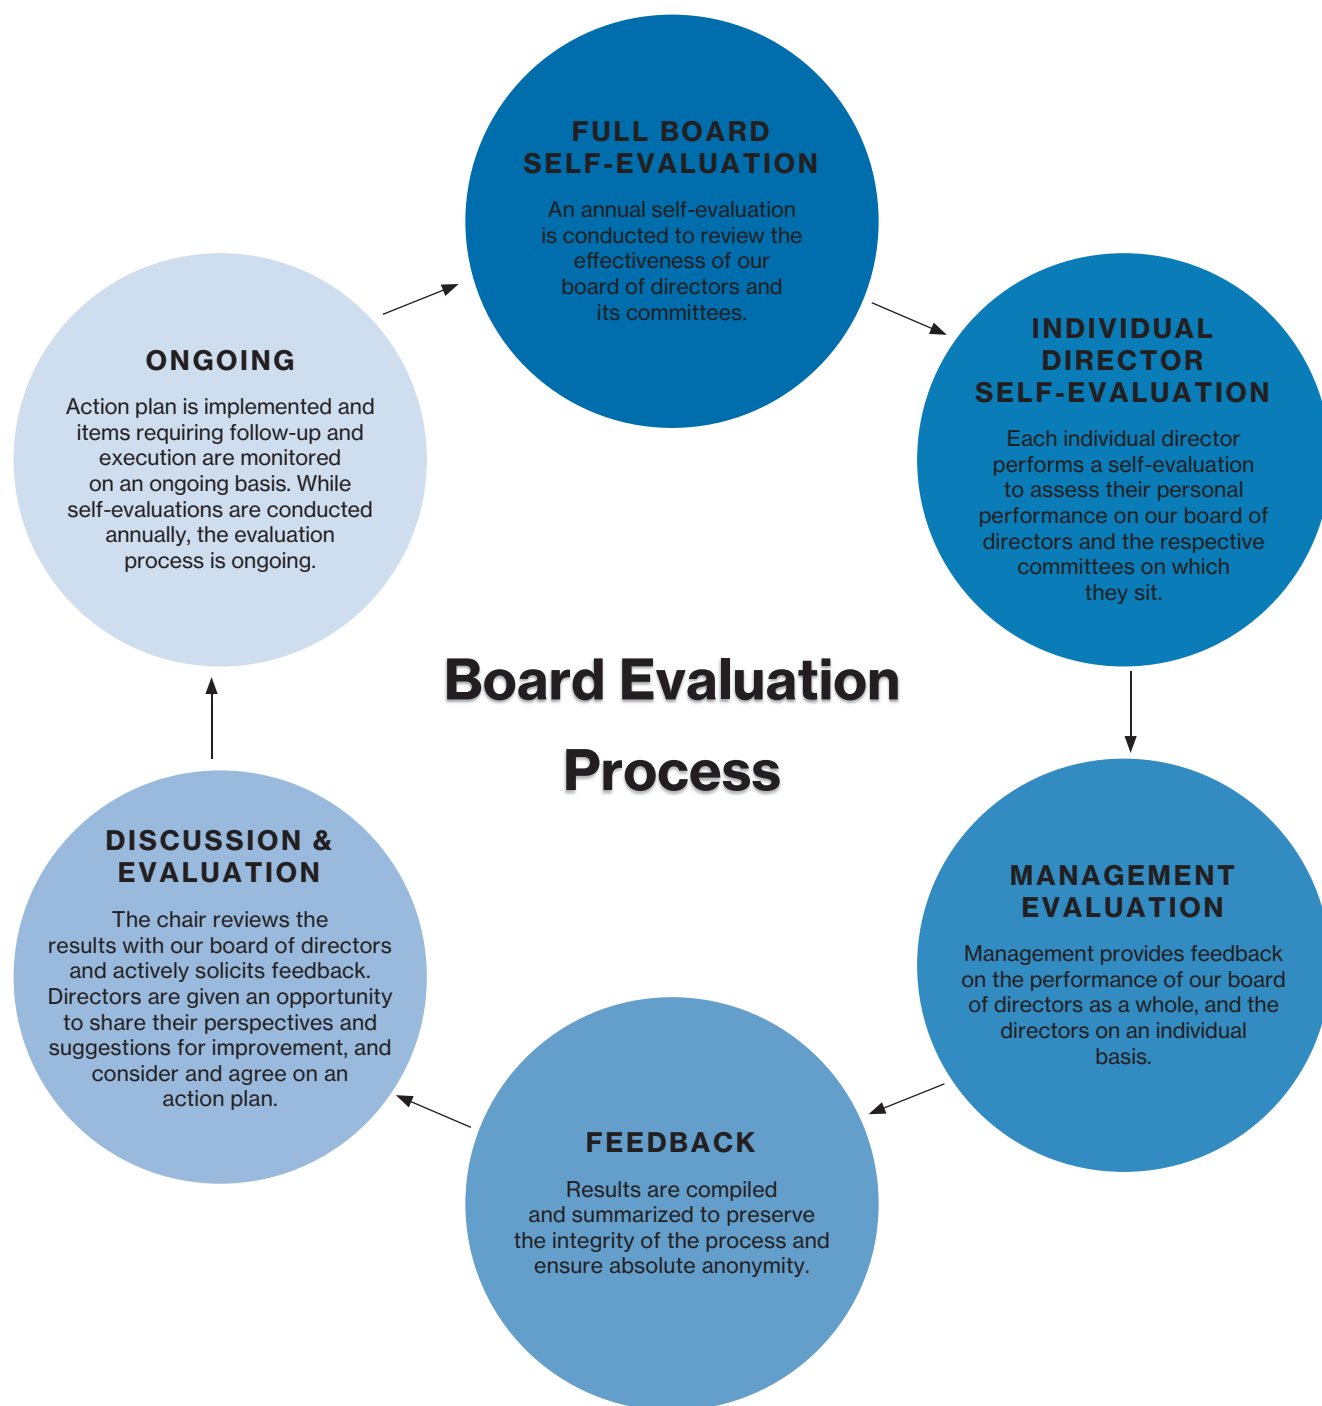 FULL BOARD
SELF-EVALUATION
An annual self-evaluation
is conducted to review the
effectiveness of our
board of directors and
its committees.
INDIVIDUAL
DIRECTOR
SELF-EVALUATION
Each individual director
performs a self-evaluation
to assess their personal
performance on our board of
directors and the respective
committees on which
they sit.
MANAGEMENT
EVALUATION
Management provides feedback
on the performance of our board
of directors as a whole, and the
directors on an individual
basis.
FEEDBACK
Results are compiled
and summarized to preserve
the integrity of the process and
ensure absolute anonymity.
DISCUSSION &
EVALUATION
The chair reviews the
results with our board of directors
and actively solicits feedback.
Directors are given an opportunity
to share their perspectives and
suggestions for improvement, and
consider and agree on an
action plan.
ONGOING
Action plan is implemented and
items requiring follow-up and
execution are monitored
on an ongoing basis. While
self-evaluations are conducted
annually, the evaluation
process is ongoing.
Board Evaluation
Process